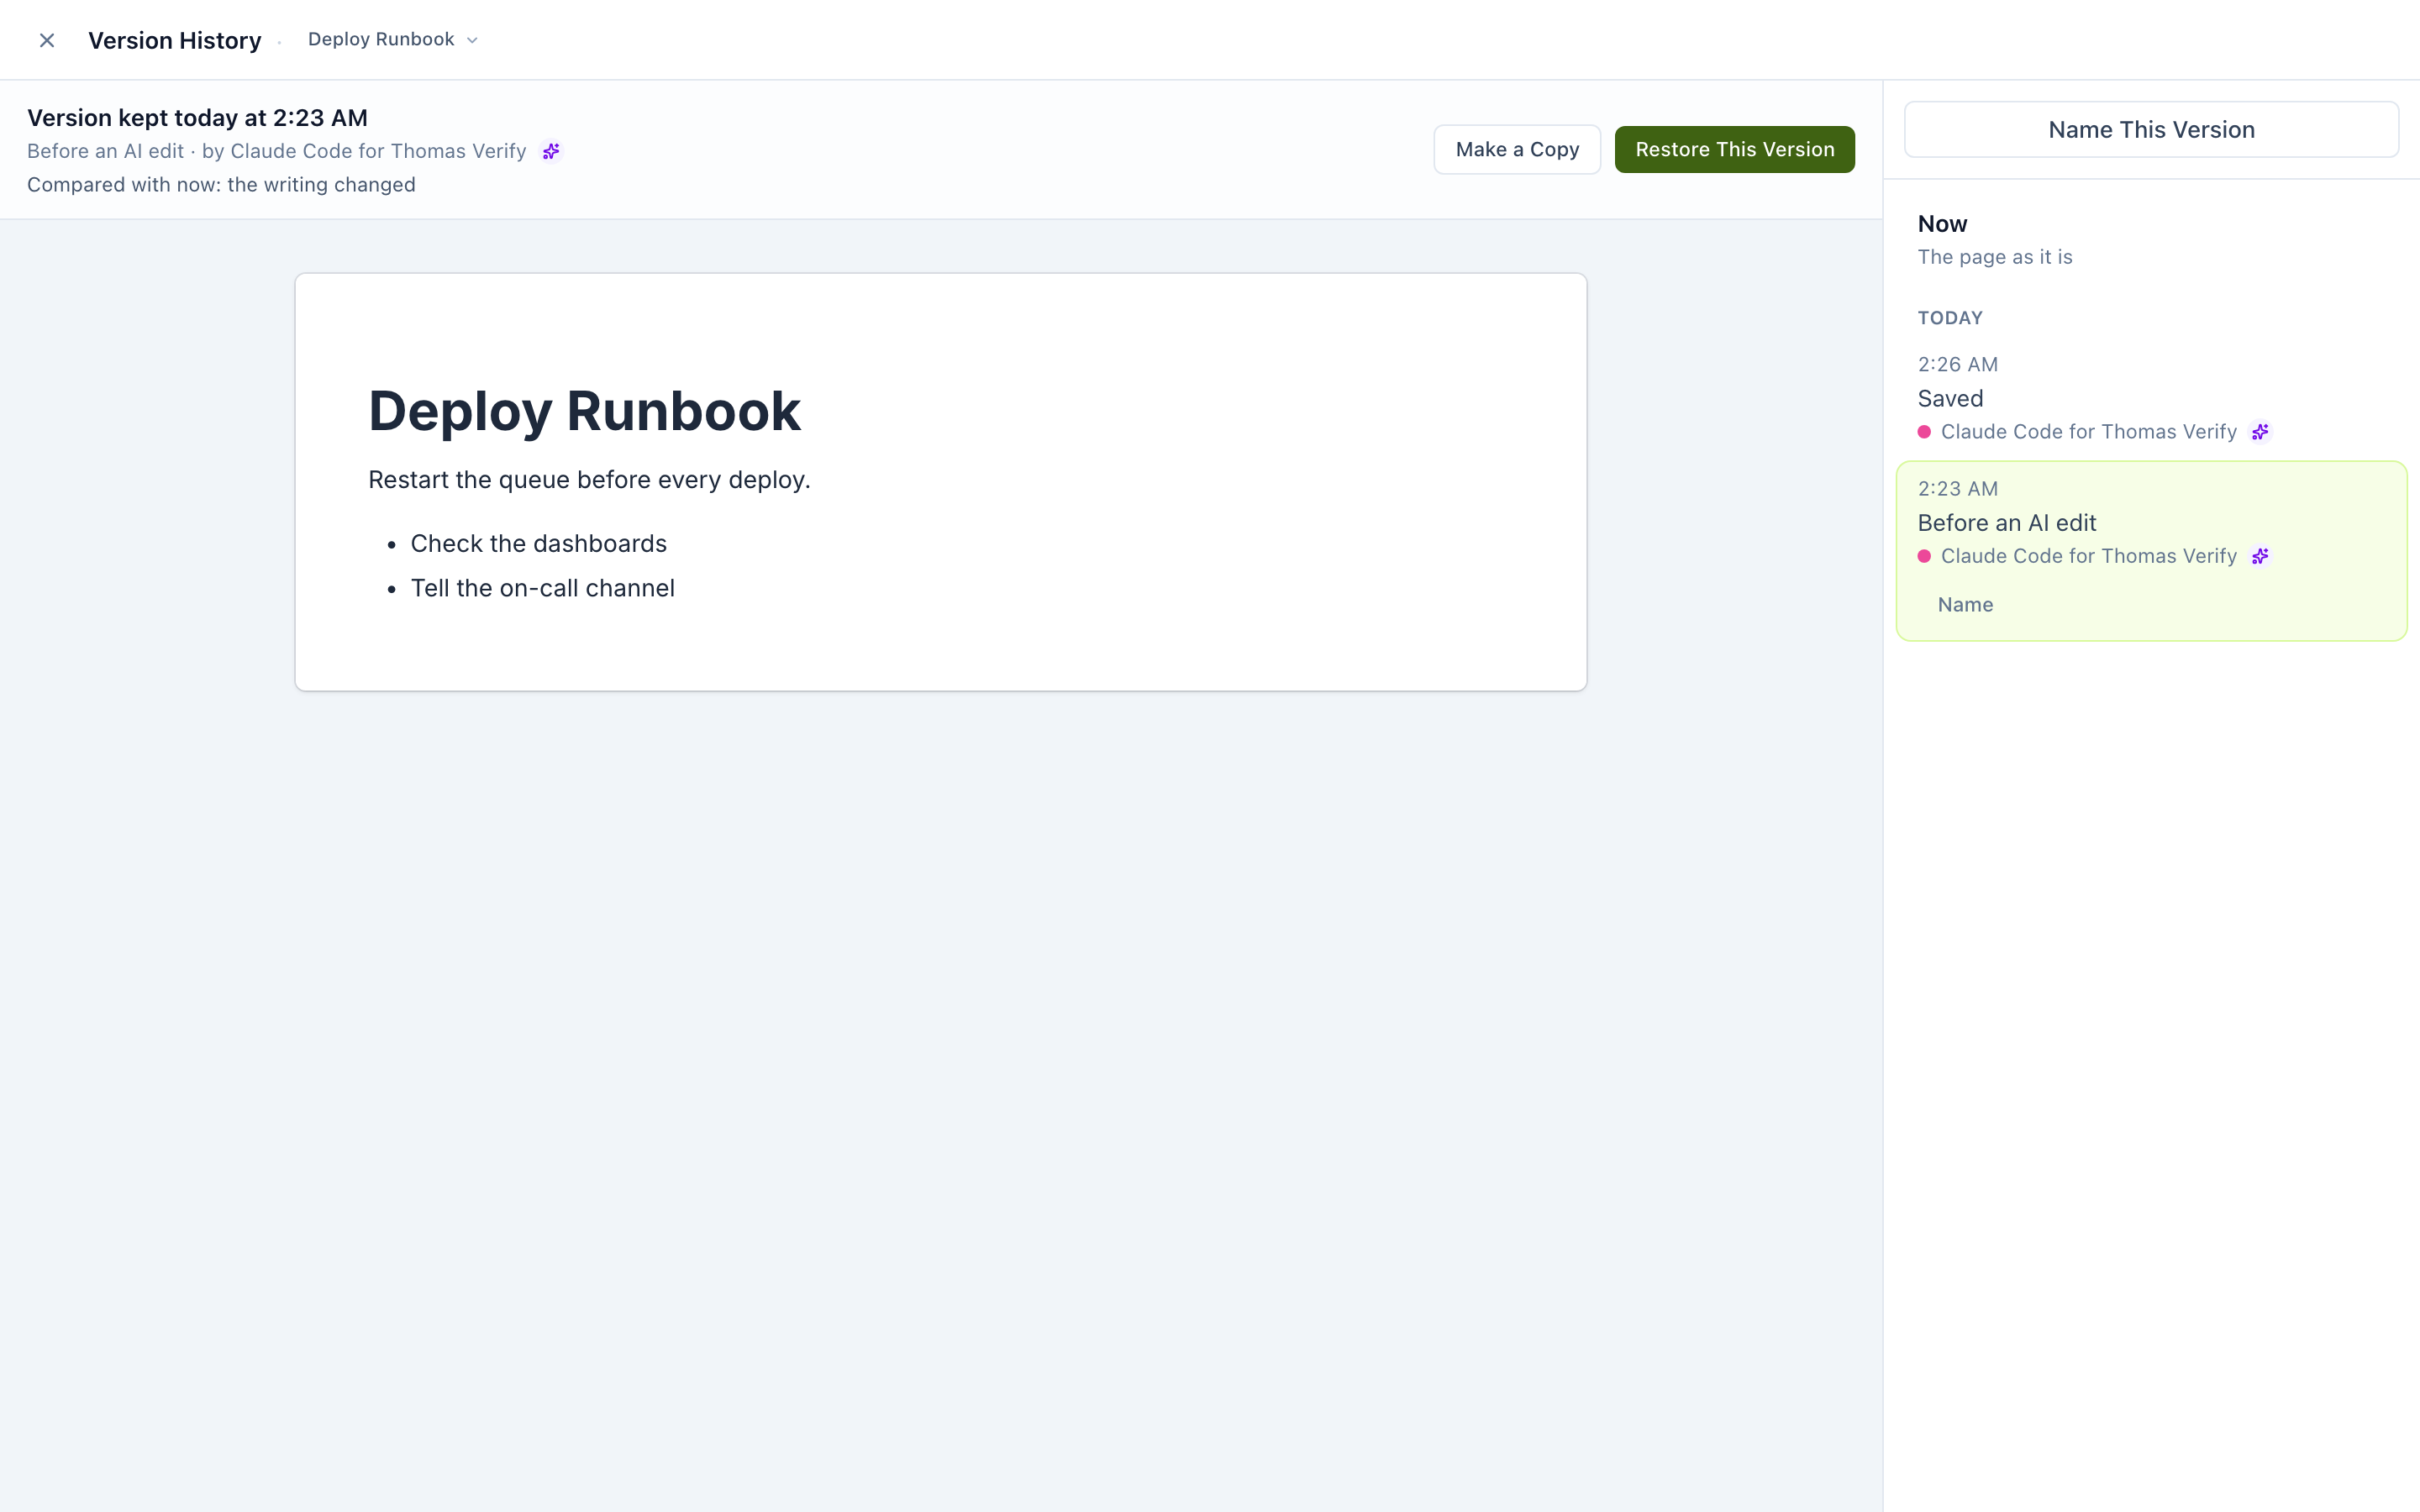 Version History · Deploy Runbook
Version kept today at 2:23 AM
Before an AI edit · by Claude Code for Thomas Verify
Compared with now: the writing changed
Make a Copy
Restore This Version
Deploy Runbook
Restart the queue before every deploy.
• Check the dashboards
• Tell the on-call channel
Name This Version
Now
The page as it is
TODAY
2:26 AM
Saved
Claude Code for Thomas Verify
2:23 AM
Before an AI edit
Claude Code for Thomas Verify
Name